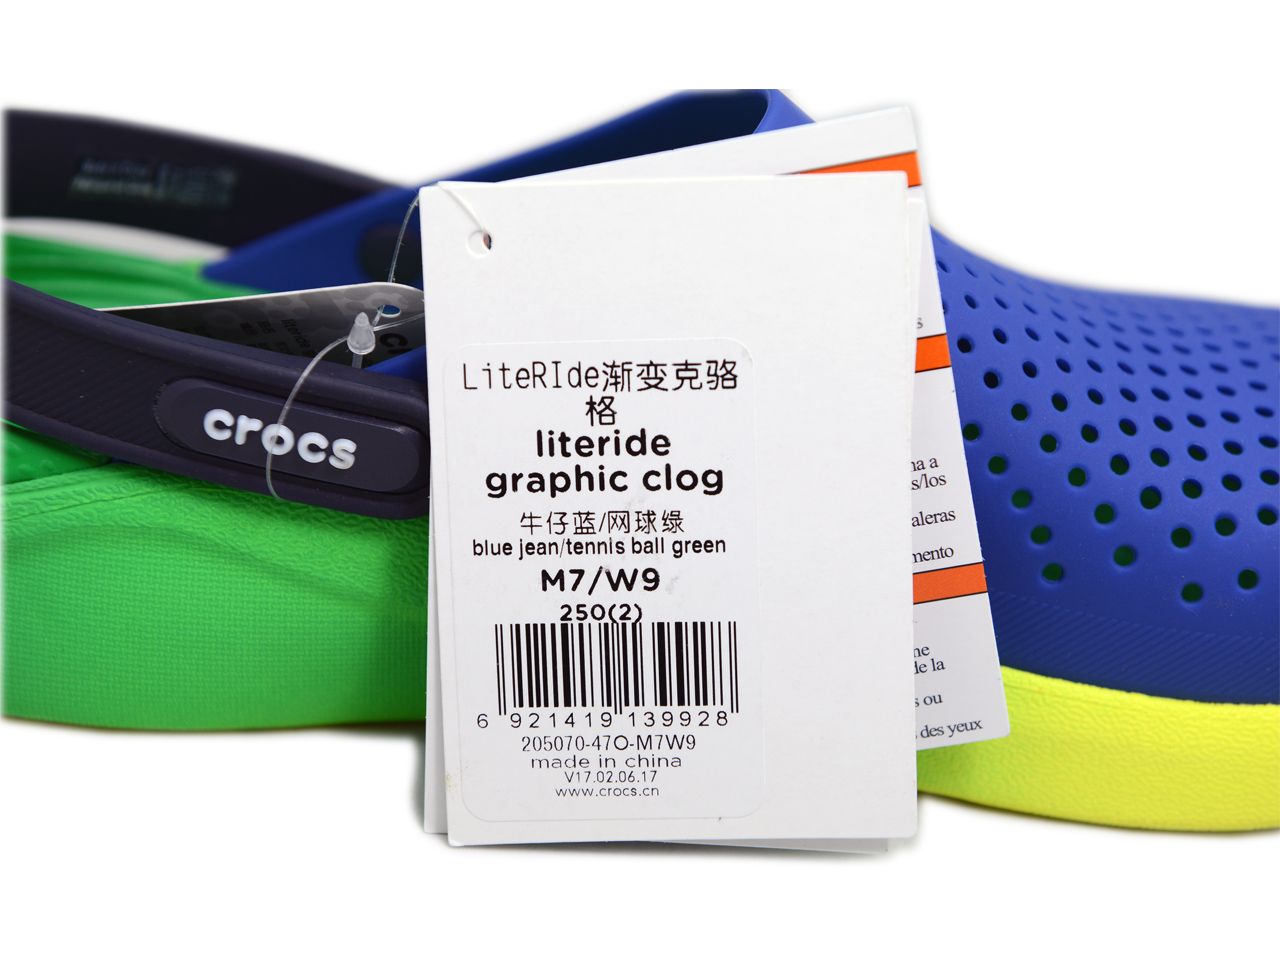 crocs
LiteRIde渐变克骆
格
literide
graphic clog
牛仔蓝/网球绿
blue jean/tennis ball green
M7/W9
250(2)
6 921419 139928
205070-47O-M7W9
made in china
V17.02.06.17
www.crocs.cn
s
na a
s/los
aleras
mento
ne
de la
s ou
des yeux